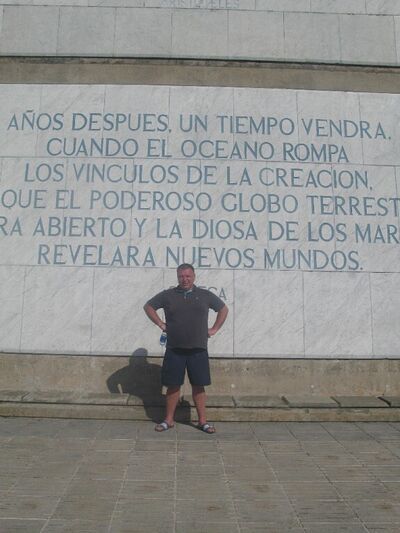 ARISTOTELES
AÑOS DESPUES, UN TIEMPO VENDRA.
CUANDO EL OCEANO ROMPA
LOS VINCULOS DE LA CREACION,
QUE EL PODEROSO GLOBO TERREST
RA ABIERTO Y LA DIOSA DE LOS MAR
REVELARA NUEVOS MUNDOS.